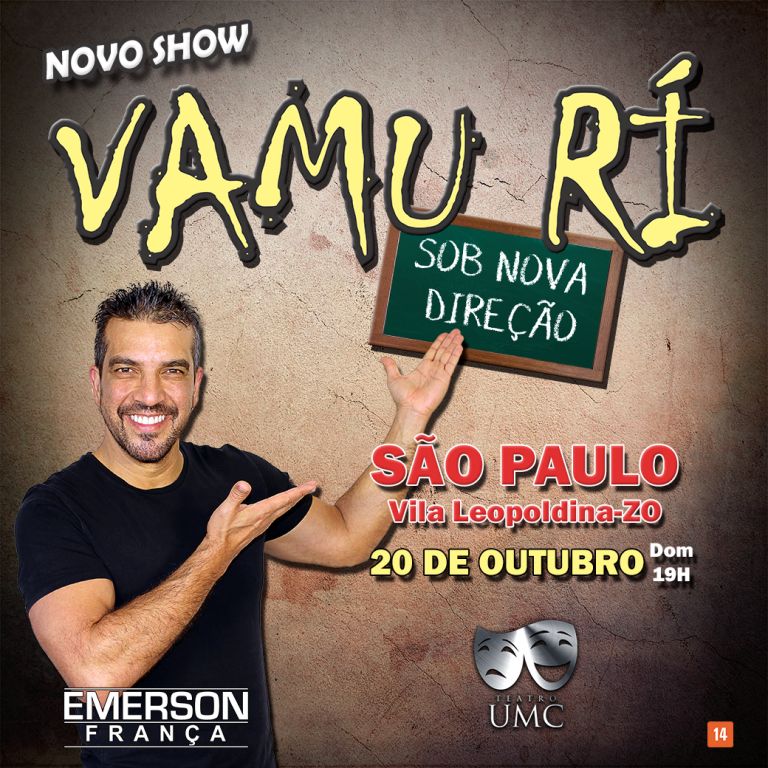 NOVO SHOW
VAMU RÍ
SOB NOVA
DIREÇÃO
SÃO PAULO
Vila Leopoldina-ZO
20 DE OUTUBRO Dom
19H
EMERSON
FRANÇA
TEATRO
UMC
14